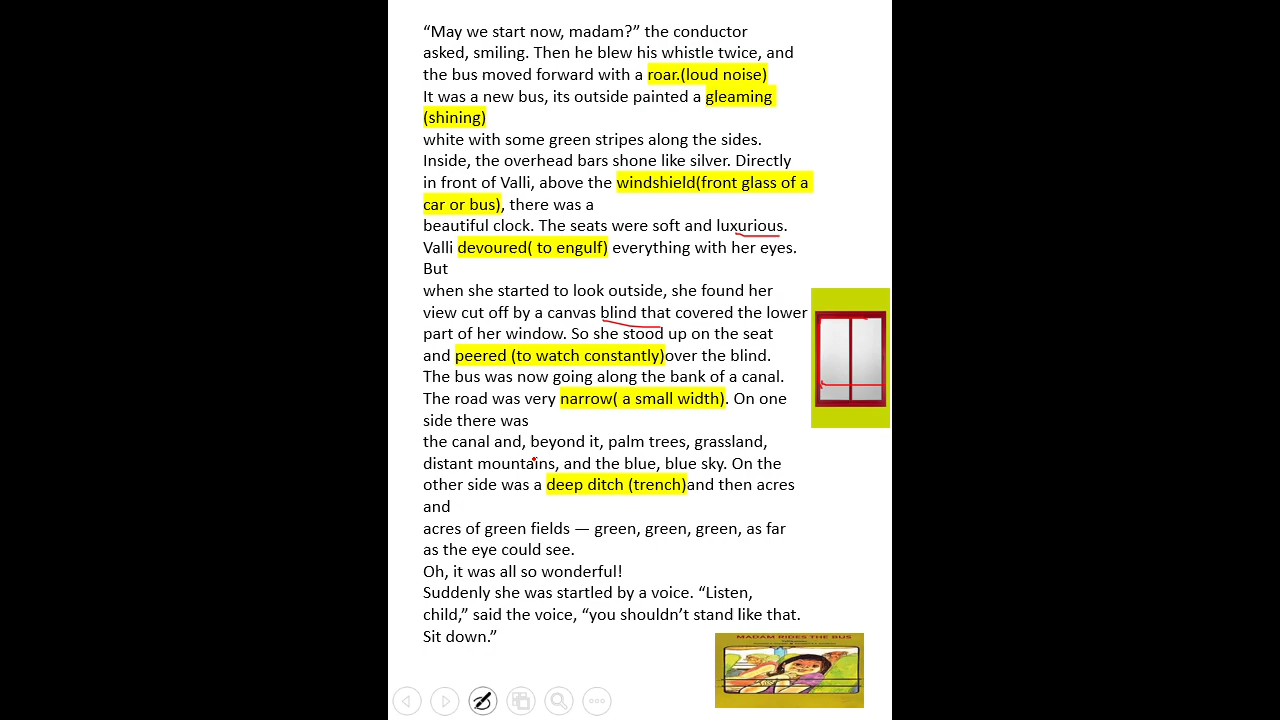 “May we start now, madam?” the conductor
asked, smiling. Then he blew his whistle twice, and
the bus moved forward with a roar.(loud noise)
It was a new bus, its outside painted a gleaming
(shining)
white with some green stripes along the sides.
Inside, the overhead bars shone like silver. Directly
in front of Valli, above the windshield(front glass of a
car or bus), there was a
beautiful clock. The seats were soft and luxurious.
Valli devoured( to engulf) everything with her eyes.
But
when she started to look outside, she found her
view cut off by a canvas blind that covered the lower
part of her window. So she stood up on the seat
and peered (to watch constantly)over the blind.
The bus was now going along the bank of a canal.
The road was very narrow( a small width). On one
side there was
the canal and, beyond it, palm trees, grassland,
distant mountains, and the blue, blue sky. On the
other side was a deep ditch (trench)and then acres
and
acres of green fields — green, green, green, as far
as the eye could see.
Oh, it was all so wonderful!
Suddenly she was startled by a voice. “Listen,
child,” said the voice, “you shouldn’t stand like that.
Sit down.”
MADAM RIDES THE BUS